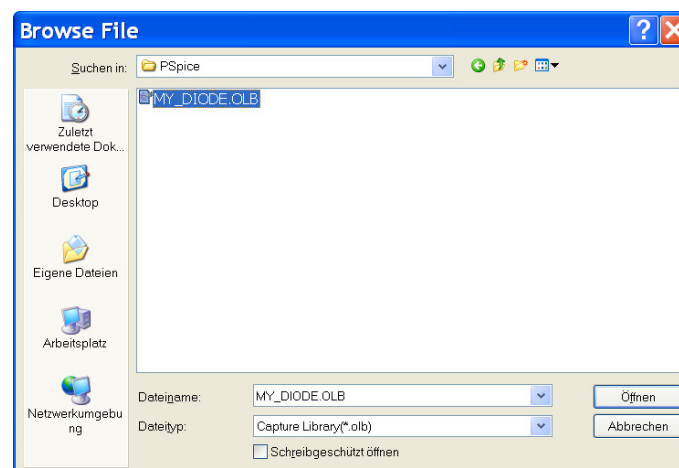 Browse File
Suchen in:
PSpice
MY_DIODE.OLB
Zuletzt
verwendete Dok...
Desktop
Eigene Dateien
Arbeitsplatz
Netzwerkumgebu
ng
Dateiname:
MY_DIODE.OLB
Öffnen
Dateityp:
Capture Library(*.olb)
Abbrechen
Schreibgeschützt öffnen